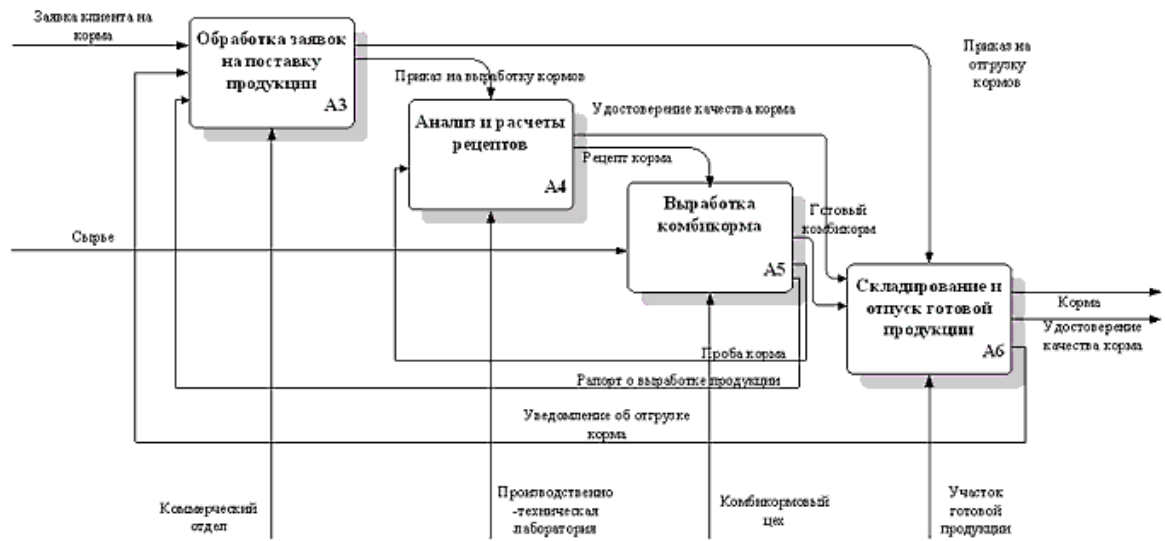 Заявка клиента на
корма
Обработка заявок
на поставку
продукции
A3
Приказ на
отгрузку
кормов
Приказ на выработку кормов
Анализ и расчеты
рецептов
A4
Удостоверение качества корма
Рецепт корма
Выработка
комбикорма
A5
Готовый
комбикорм
Сырье
Складирование и
отпуск готовой
продукции
A6
Корма
Удостоверение
качества корма
Проба корма
Рапорт о выработке продукции
Уведомление об отгрузке
корма
Коммерческий
отдел
Производственно
-техническая
лаборатория
Комбикормовый
цех
Участок
готовой
продукции